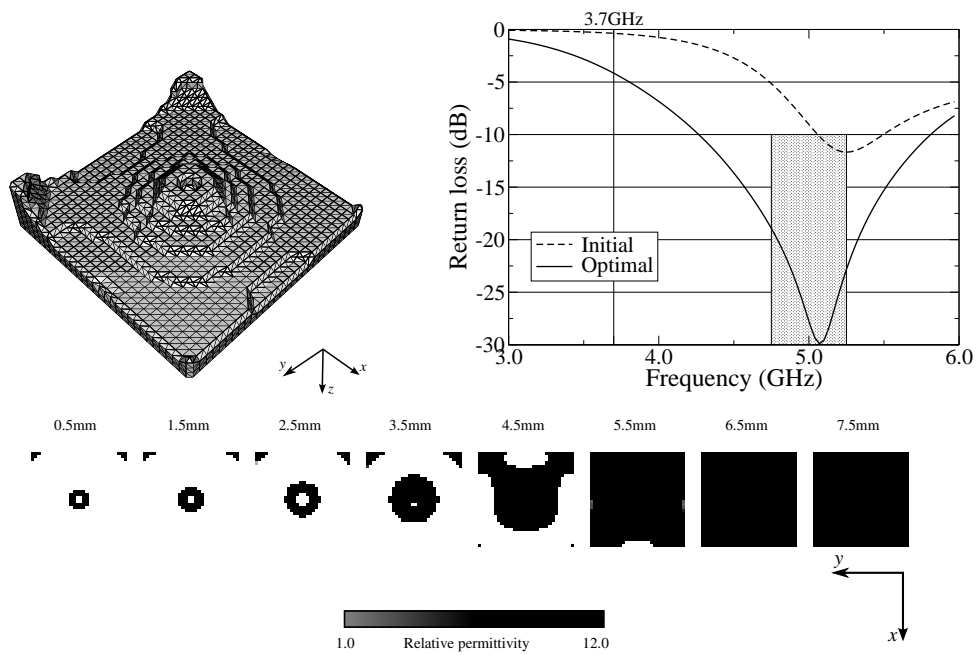 3.7GHz
0
-5
-10
-15
-20
-25
-30
Return loss (dB)
Initial
Optimal
3.0
4.0
5.0
6.0
Frequency (GHz)
y
x
z
0.5mm
1.5mm
2.5mm
3.5mm
4.5mm
5.5mm
6.5mm
7.5mm
y
x
1.0
Relative permittivity
12.0